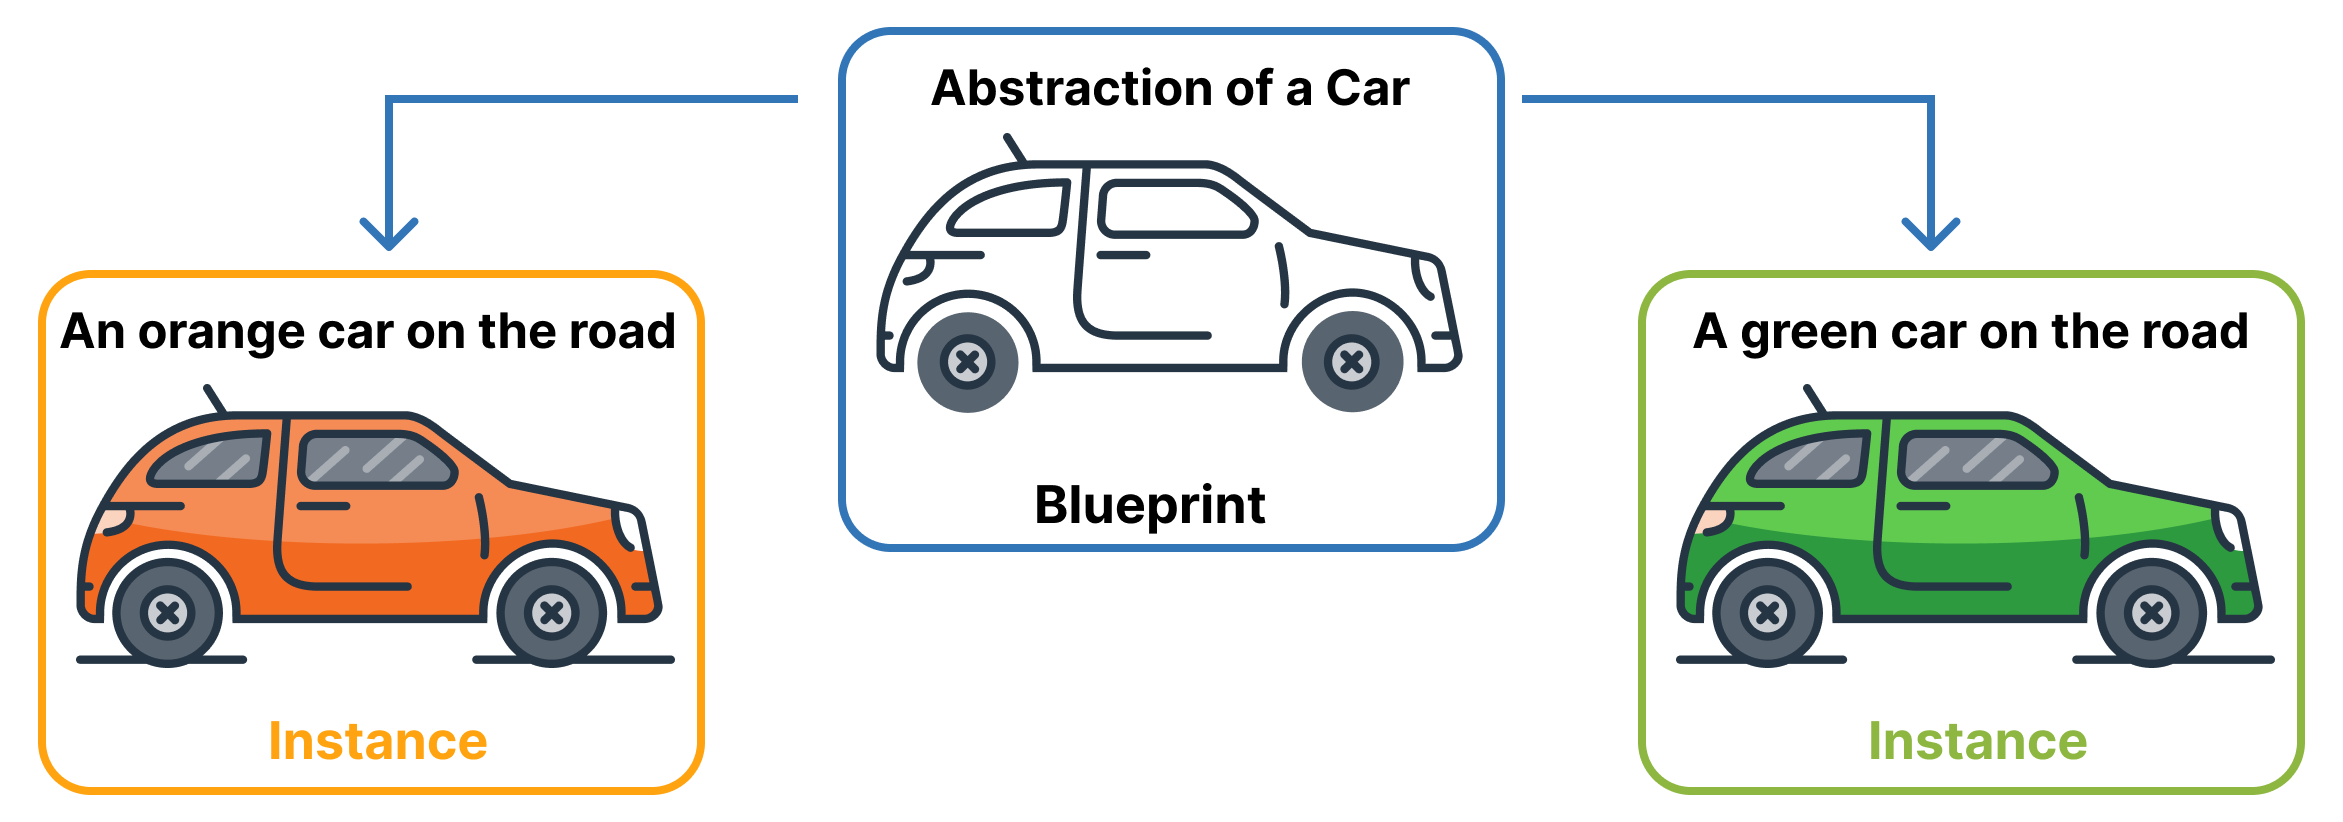 Abstraction of a Car
Blueprint
An orange car on the road
Instance
A green car on the road
Instance